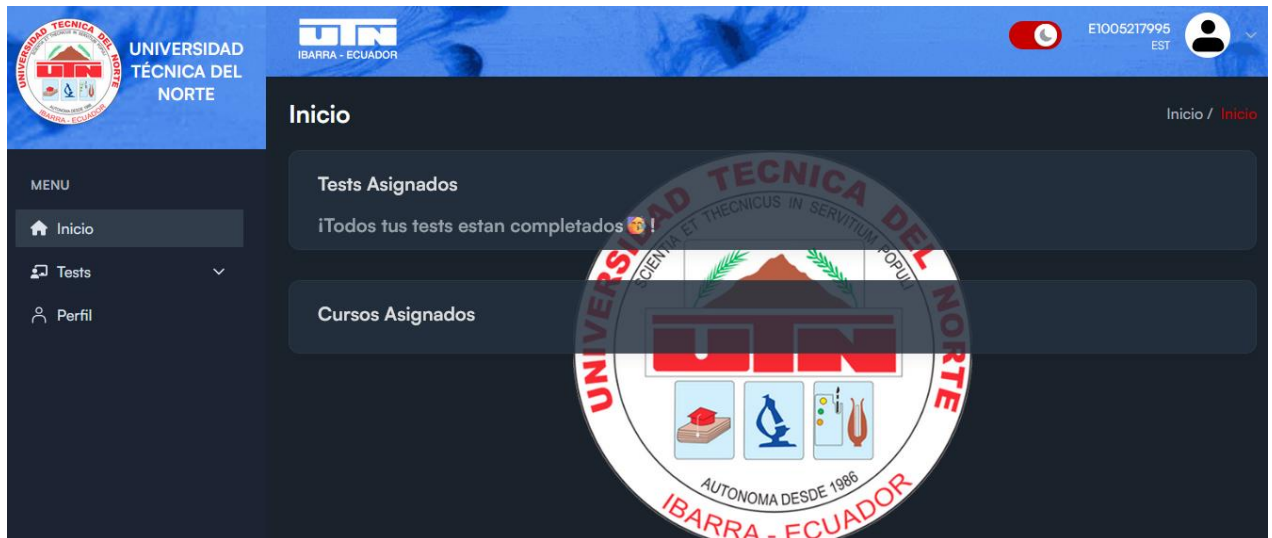 UNIVERSIDAD TECNICA DEL NORTE
UTN
AUTONOMA DESDE 1986
IBARRA - ECUADOR
UNIVERSIDAD
TÉCNICA DEL
NORTE
UTN
IBARRA - ECUADOR
E1005217995
EST
Inicio
Inicio / Inicio
MENU
Inicio
Tests
Perfil
Tests Asignados
¡Todos tus tests estan completados🥳!
Cursos Asignados
UNIVERSIDAD TECNICA DEL NORTE
SCIENTIA ET THECNICUS IN SERVITIUM POPULI
UTN
AUTONOMA DESDE 1986
IBARRA - ECUADOR